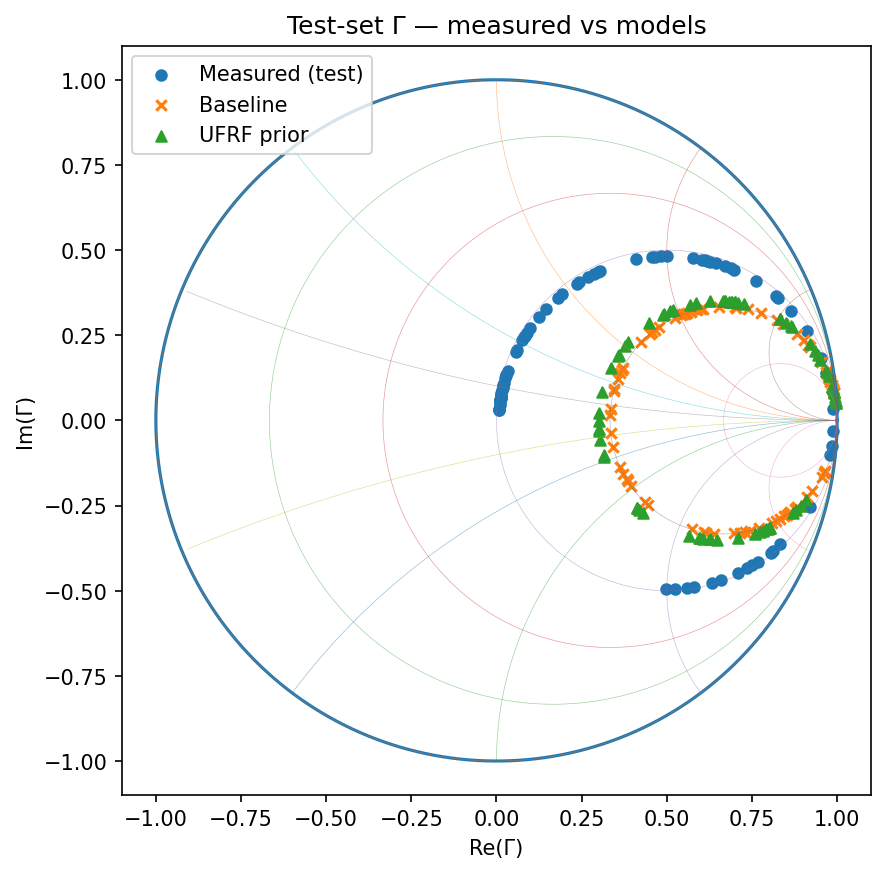 Test-set Γ — measured vs models
Measured (test)
Baseline
UFRF prior
1.00
0.75
0.50
0.25
0.00
−0.25
−0.50
−0.75
−1.00
Im(Γ)
−1.00 −0.75 −0.50 −0.25 0.00 0.25 0.50 0.75 1.00
Re(Γ)